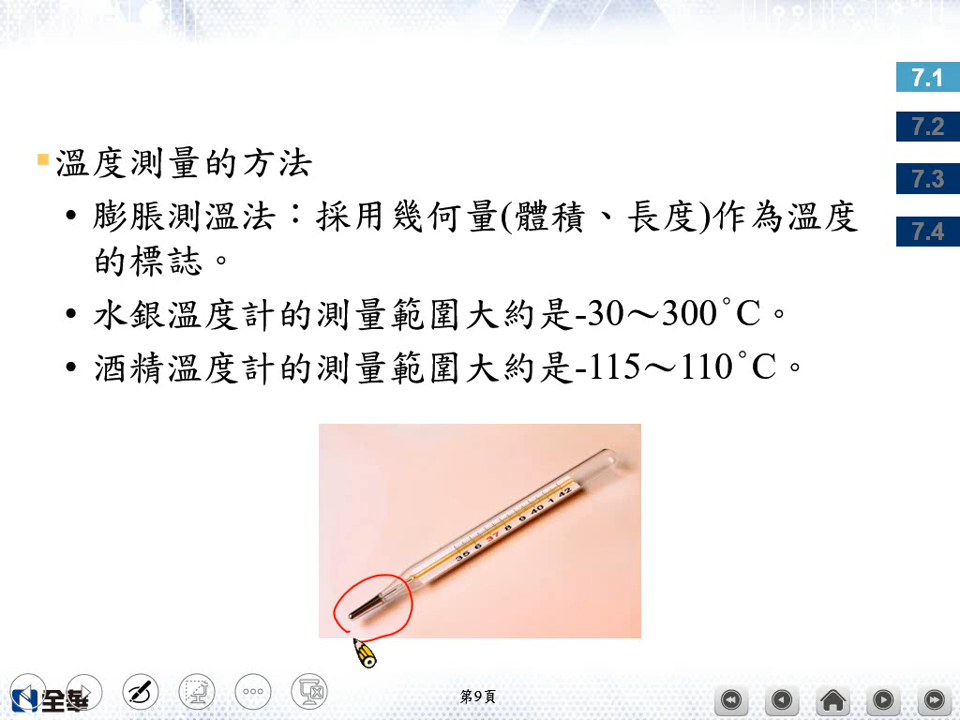 7.1
7.2
7.3
7.4
▪溫度測量的方法
• 膨脹測溫法：採用幾何量(體積、長度)作為溫度
的標誌。
• 水銀溫度計的測量範圍大約是-30～300˚C。
• 酒精溫度計的測量範圍大約是-115～110˚C。
35 6 37 8 9 40 1 42
全華
第9頁